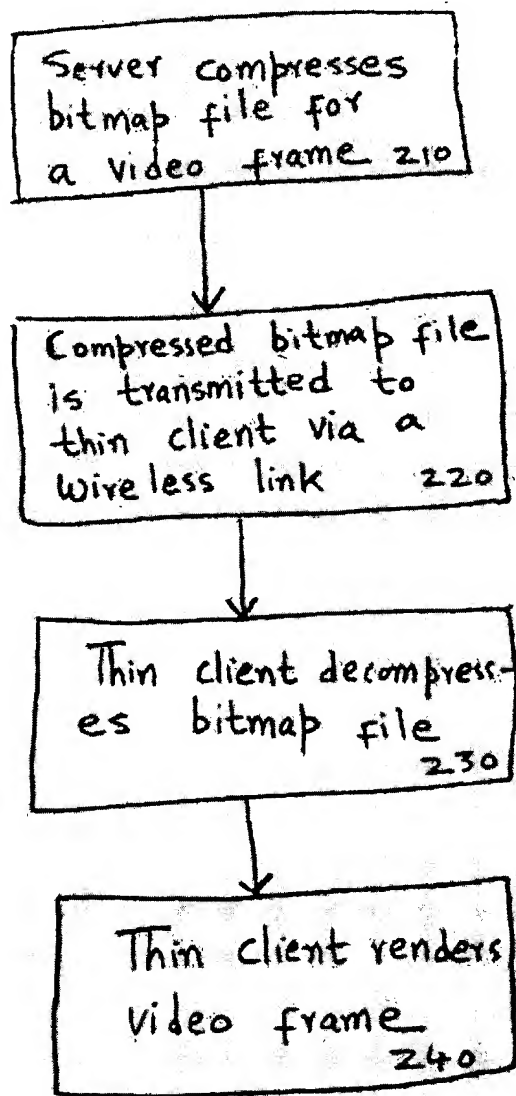 Server compresses
bitmap file for
a video frame 210
Compressed bitmap file
is transmitted to
thin client via a
wireless link 220
Thin client decompress-
es bitmap file
230
Thin client renders
video frame
240